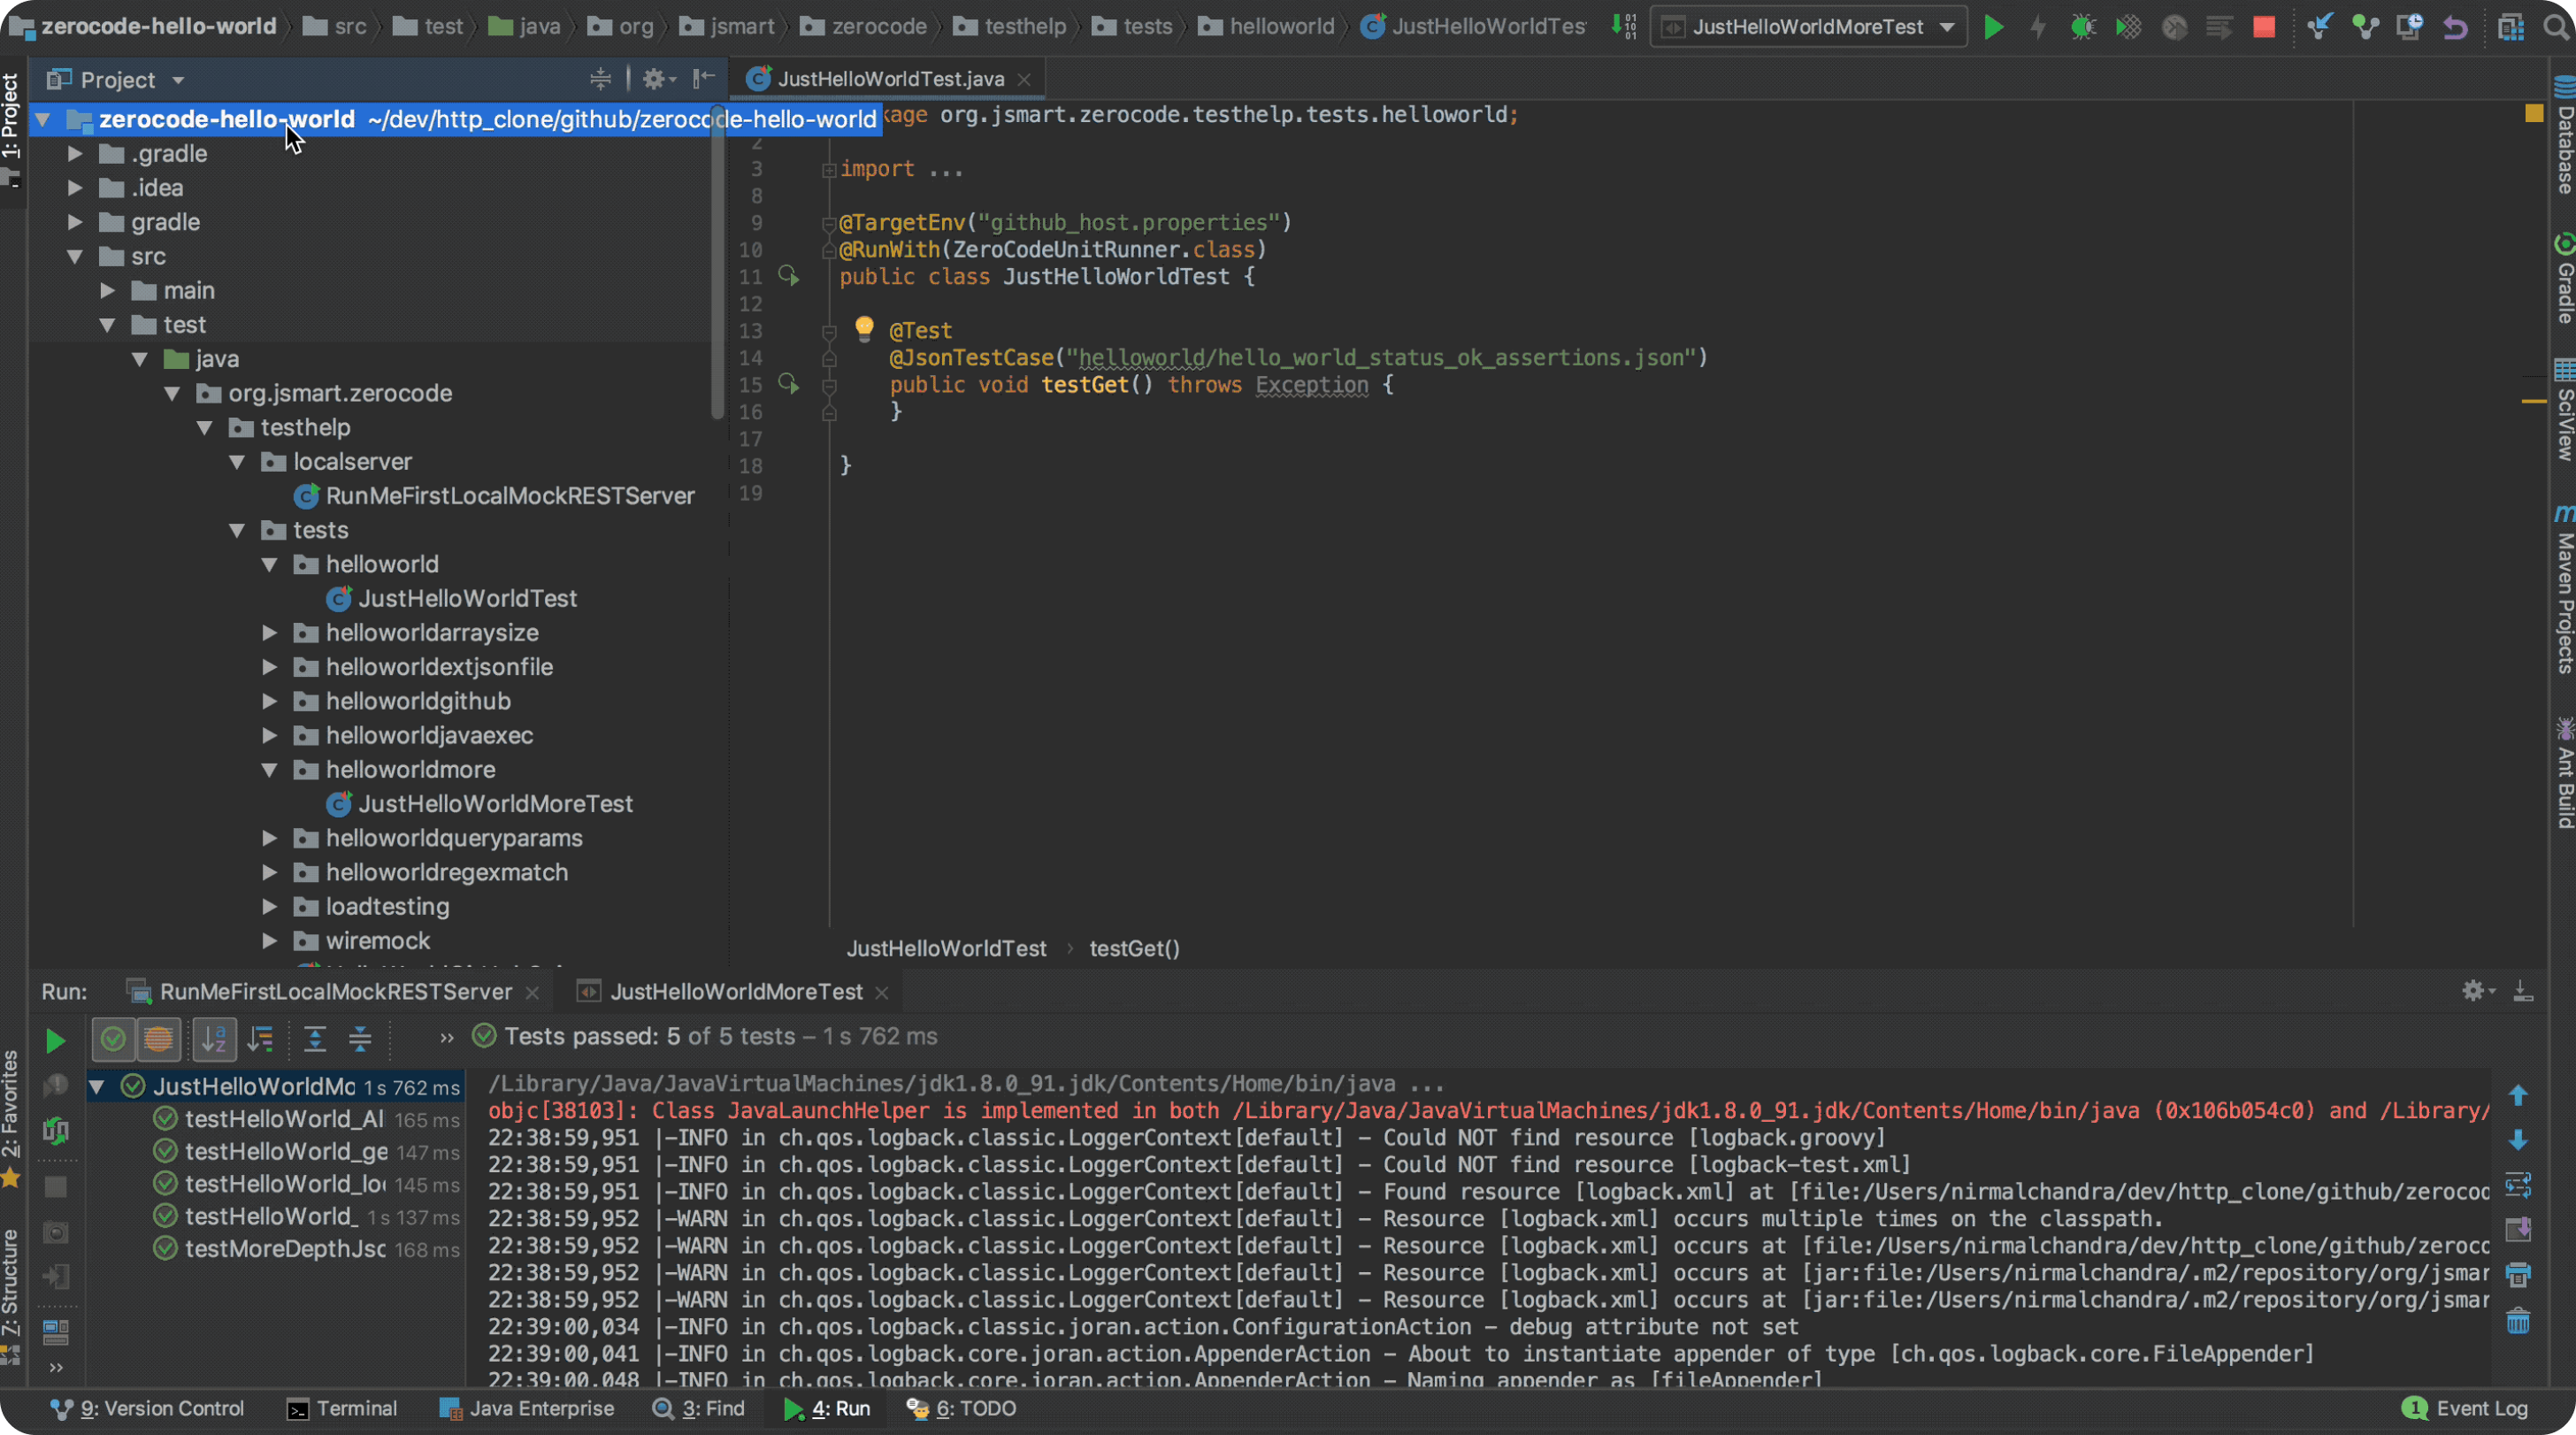 zerocode-hello-world src test java org jsmart zerocode testhelp tests helloworld JustHelloWorldTes JustHelloWorldMoreTest
1: Project
Project
zerocode-hello-world ~/dev/http_clone/github/zerocode-hello-world
.gradle
.idea
gradle
src
main
test
java
org.jsmart.zerocode
testhelp
localserver
RunMeFirstLocalMockRESTServer
tests
helloworld
JustHelloWorldTest
helloworldarraysize
helloworldextjsonfile
helloworldgithub
helloworldjavaexec
helloworldmore
JustHelloWorldMoreTest
helloworldqueryparams
helloworldregexmatch
loadtesting
wiremock
JustHelloWorldTest.java
kage org.jsmart.zerocode.testhelp.tests.helloworld;
2
3 import ...
8
9 @TargetEnv("github_host.properties")
10 @RunWith(ZeroCodeUnitRunner.class)
11 public class JustHelloWorldTest {
12
13 @Test
14 @JsonTestCase("helloworld/hello_world_status_ok_assertions.json")
15 public void testGet() throws Exception {
16 }
17
18 }
19
JustHelloWorldTest › testGet()
Database
Gradle
SciView
Maven Projects
Ant Build
Run: RunMeFirstLocalMockRESTServer JustHelloWorldMoreTest
Tests passed: 5 of 5 tests – 1 s 762 ms
2: Favorites
7: Structure
JustHelloWorldMo 1 s 762 ms
testHelloWorld_Al 165 ms
testHelloWorld_ge 147 ms
testHelloWorld_lo 145 ms
testHelloWorld_ 1 s 137 ms
testMoreDepthJsc 168 ms
/Library/Java/JavaVirtualMachines/jdk1.8.0_91.jdk/Contents/Home/bin/java ...
objc[38103]: Class JavaLaunchHelper is implemented in both /Library/Java/JavaVirtualMachines/jdk1.8.0_91.jdk/Contents/Home/bin/java (0x106b054c0) and /Library/
22:38:59,951 |-INFO in ch.qos.logback.classic.LoggerContext[default] - Could NOT find resource [logback.groovy]
22:38:59,951 |-INFO in ch.qos.logback.classic.LoggerContext[default] - Could NOT find resource [logback-test.xml]
22:38:59,951 |-INFO in ch.qos.logback.classic.LoggerContext[default] - Found resource [logback.xml] at [file:/Users/nirmalchandra/dev/http_clone/github/zerocod
22:38:59,952 |-WARN in ch.qos.logback.classic.LoggerContext[default] - Resource [logback.xml] occurs multiple times on the classpath.
22:38:59,952 |-WARN in ch.qos.logback.classic.LoggerContext[default] - Resource [logback.xml] occurs at [file:/Users/nirmalchandra/dev/http_clone/github/zeroco
22:38:59,952 |-WARN in ch.qos.logback.classic.LoggerContext[default] - Resource [logback.xml] occurs at [jar:file:/Users/nirmalchandra/.m2/repository/org/jsmar
22:38:59,952 |-WARN in ch.qos.logback.classic.LoggerContext[default] - Resource [logback.xml] occurs at [jar:file:/Users/nirmalchandra/.m2/repository/org/jsmar
22:39:00,034 |-INFO in ch.qos.logback.classic.joran.action.ConfigurationAction - debug attribute not set
22:39:00,041 |-INFO in ch.qos.logback.core.joran.action.AppenderAction - About to instantiate appender of type [ch.qos.logback.core.FileAppender]
22:39:00,048 |-INFO in ch.qos.logback.core.joran.action.AppenderAction - Naming appender as [fileAppender]
9: Version Control Terminal Java Enterprise 3: Find 4: Run 6: TODO 1 Event Log